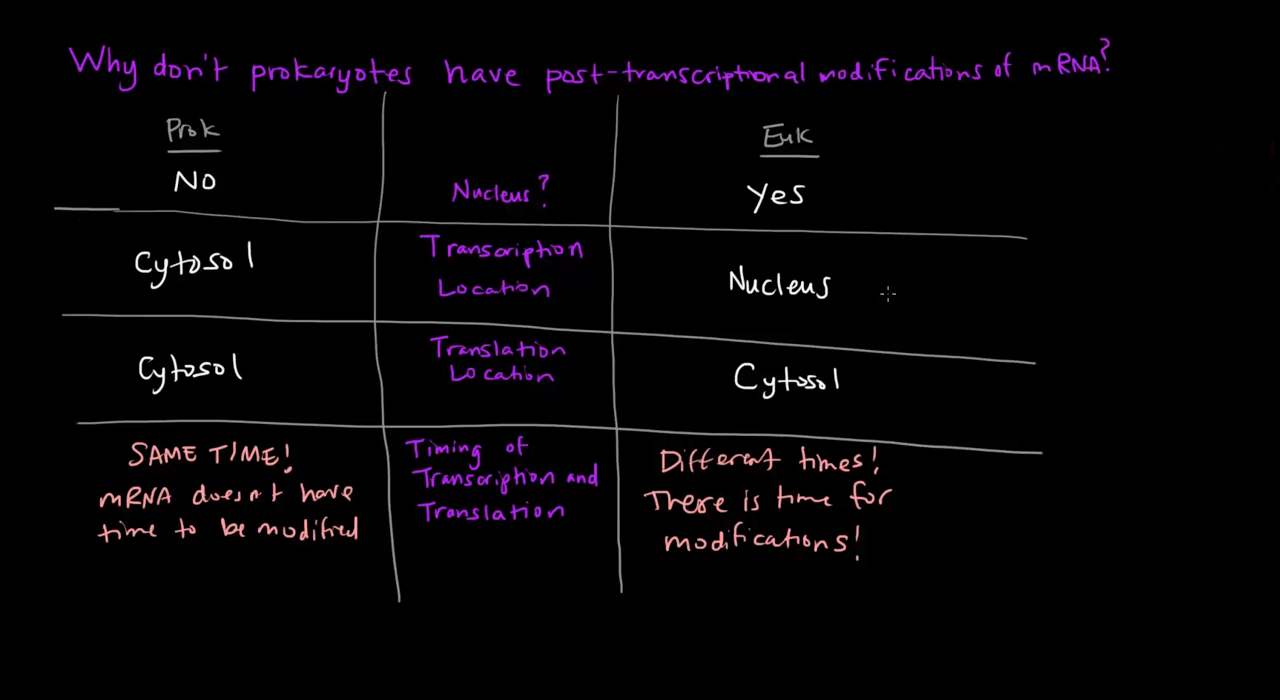 Why don't prokaryotes have post-transcriptional modifications of mRNA?
Prok
Euk
No
Nucleus?
Yes
Cytosol
Transcription
Location
Nucleus
Cytosol
Translation
Location
Cytosol
SAME TIME!
mRNA doesn't have
time to be modified
Timing of
Transcription and
Translation
Different times!
There is time for
modifications!